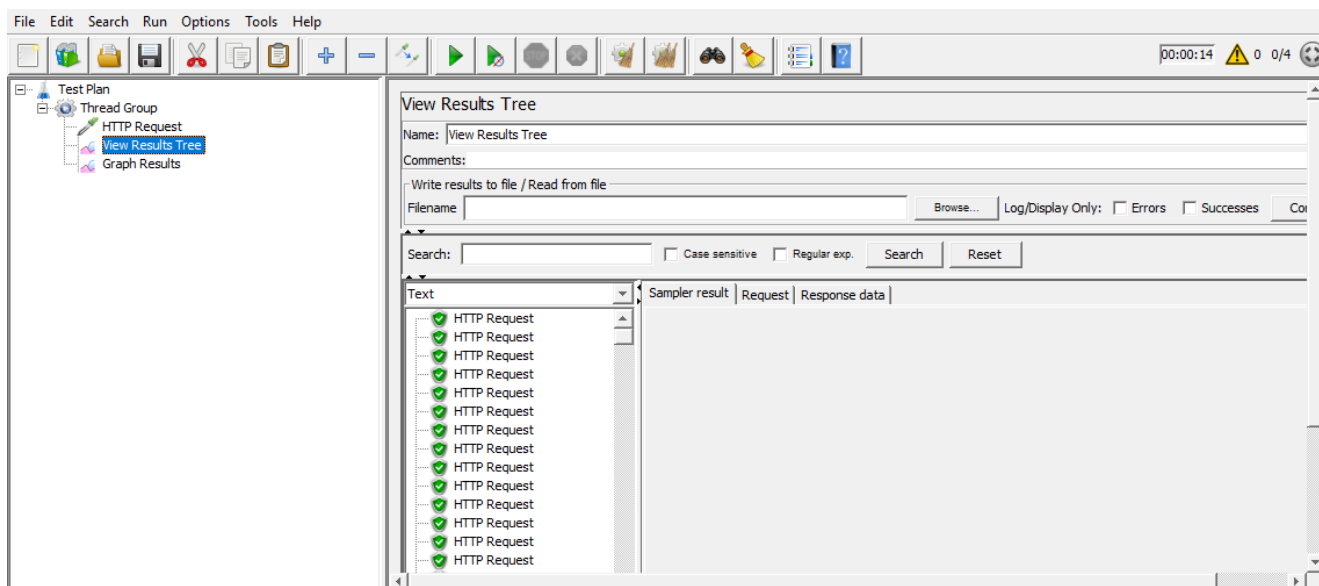 File Edit Search Run Options Tools Help
00:00:14 0 0/4
Test Plan
Thread Group
HTTP Request
View Results Tree
Graph Results
View Results Tree
Name: View Results Tree
Comments:
Write results to file / Read from file
Filename Browse... Log/Display Only: Errors Successes
Search: Case sensitive Regular exp. Search Reset
Text
Sampler result Request Response data
HTTP Request
HTTP Request
HTTP Request
HTTP Request
HTTP Request
HTTP Request
HTTP Request
HTTP Request
HTTP Request
HTTP Request
HTTP Request
HTTP Request
HTTP Request
HTTP Request